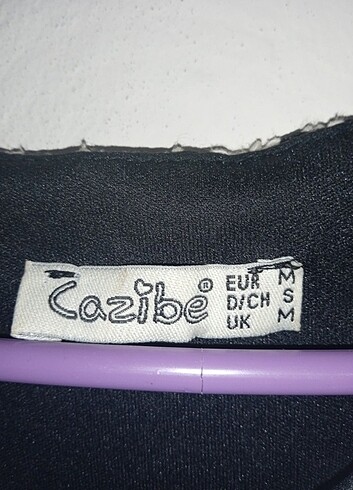 Cazibe®
EUR M
D/CH S
UK M